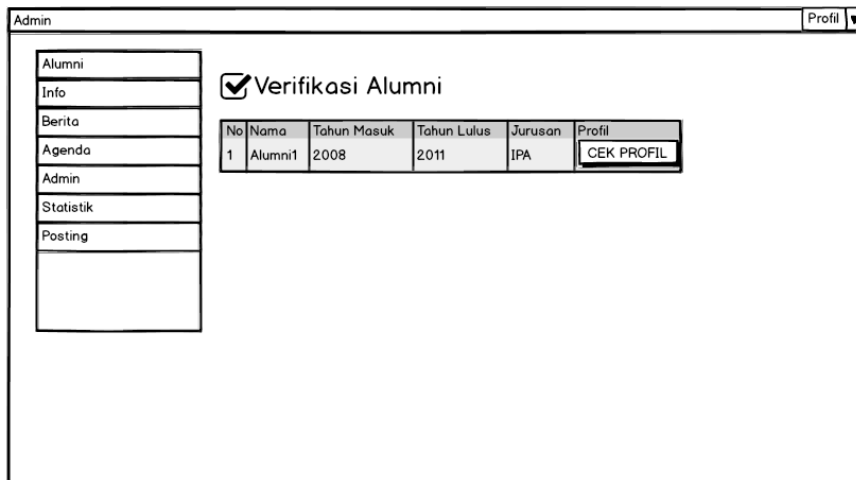 Admin Profil
Alumni
Info
Berita
Agenda
Admin
Statistik
Posting
Verifikasi Alumni
No Nama Tahun Masuk Tahun Lulus Jurusan Profil
1 Alumni1 2008 2011 IPA CEK PROFIL